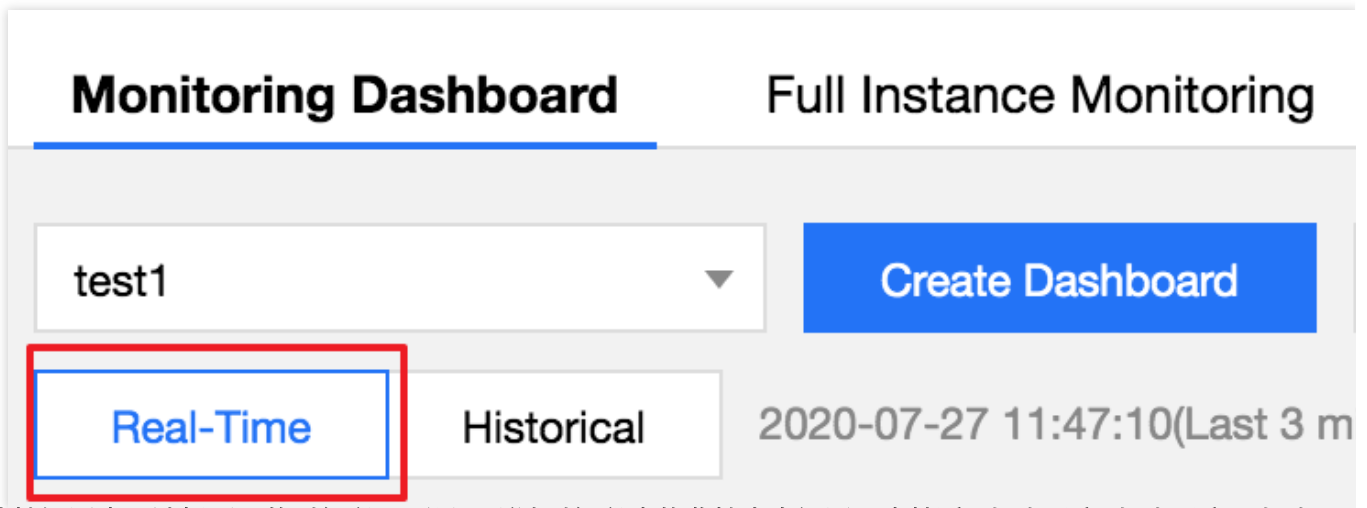 Monitoring Dashboard
Full Instance Monitoring
test1
Create Dashboard
Real-Time
Historical
2020-07-27 11:47:10(Last 3 m